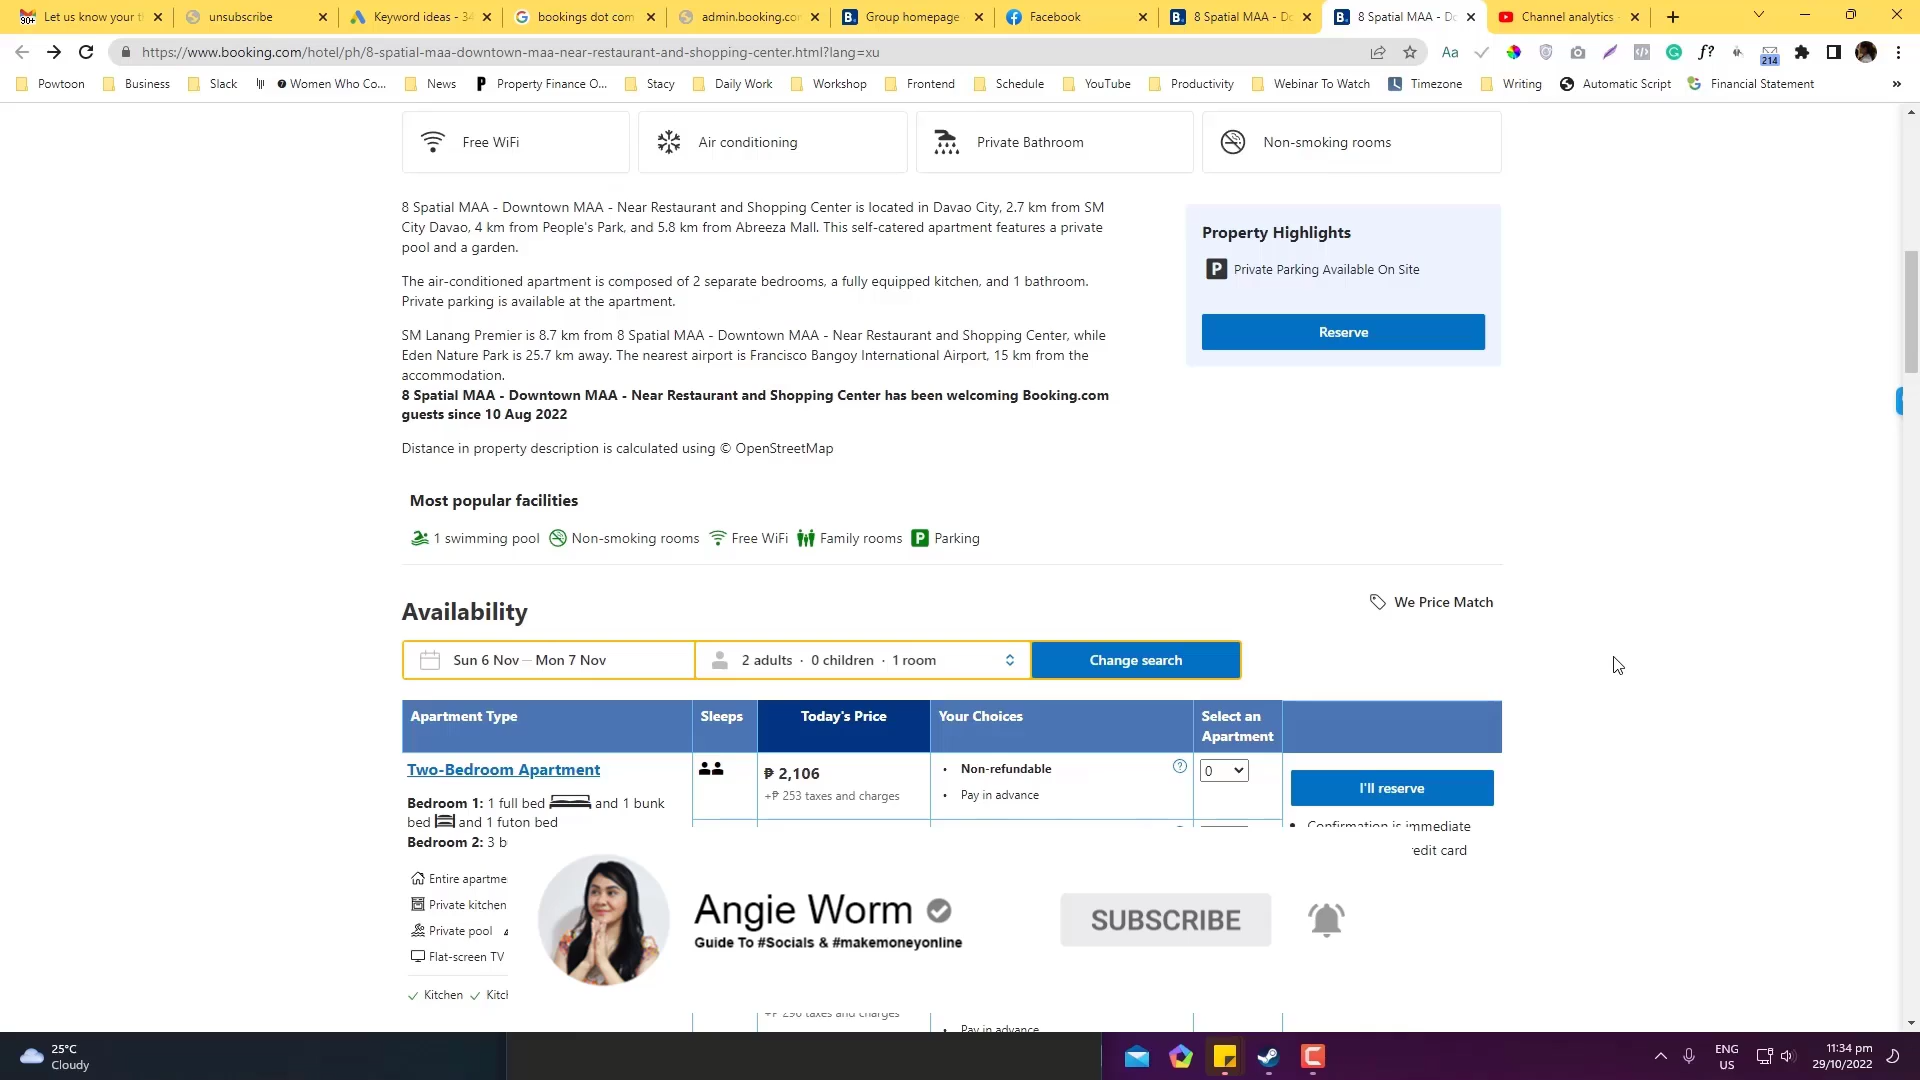 90+ Let us know your t
unsubscribe
Keyword ideas - 34
bookings dot com
admin.booking.co
Group homepage
Facebook
8 Spatial MAA - D
8 Spatial MAA - Do
Channel analytics
https://www.booking.com/hotel/ph/8-spatial-maa-downtown-maa-near-restaurant-and-shopping-center.html?lang=xu
Aa
f?
214
Powtoon
Business
Slack
Women Who Co...
News
Property Finance O...
Stacy
Daily Work
Workshop
Frontend
Schedule
YouTube
Productivity
Webinar To Watch
Timezone
Writing
Automatic Script
Financial Statement
»
Free WiFi
Air conditioning
Private Bathroom
Non-smoking rooms
8 Spatial MAA - Downtown MAA - Near Restaurant and Shopping Center is located in Davao City, 2.7 km from SM
City Davao, 4 km from People's Park, and 5.8 km from Abreeza Mall. This self-catered apartment features a private
pool and a garden.
The air-conditioned apartment is composed of 2 separate bedrooms, a fully equipped kitchen, and 1 bathroom.
Private parking is available at the apartment.
SM Lanang Premier is 8.7 km from 8 Spatial MAA - Downtown MAA - Near Restaurant and Shopping Center, while
Eden Nature Park is 25.7 km away. The nearest airport is Francisco Bangoy International Airport, 15 km from the
accommodation.
8 Spatial MAA - Downtown MAA - Near Restaurant and Shopping Center has been welcoming Booking.com
guests since 10 Aug 2022
Distance in property description is calculated using © OpenStreetMap
Property Highlights
P Private Parking Available On Site
Reserve
Most popular facilities
1 swimming pool Non-smoking rooms Free WiFi Family rooms P Parking
Availability
We Price Match
Sun 6 Nov — Mon 7 Nov
2 adults · 0 children · 1 room
Change search
Apartment Type
Sleeps
Today's Price
Your Choices
Select an
Apartment
Two-Bedroom Apartment
Bedroom 1: 1 full bed and 1 bunk
bed and 1 futon bed
Bedroom 2: 3 b
Entire apartme
Private kitchen
Private pool
Flat-screen TV
Kitchen
₱ 2,106
+₱ 253 taxes and charges
• Non-refundable
• Pay in advance
0
I'll reserve
• Confirmation is immediate
edit card
Angie Worm
Guide To #Socials & #makemoneyonline
SUBSCRIBE
taxes and charges
• Pay in advance
25°C
Cloudy
ENG
US
11:34 pm
29/10/2022